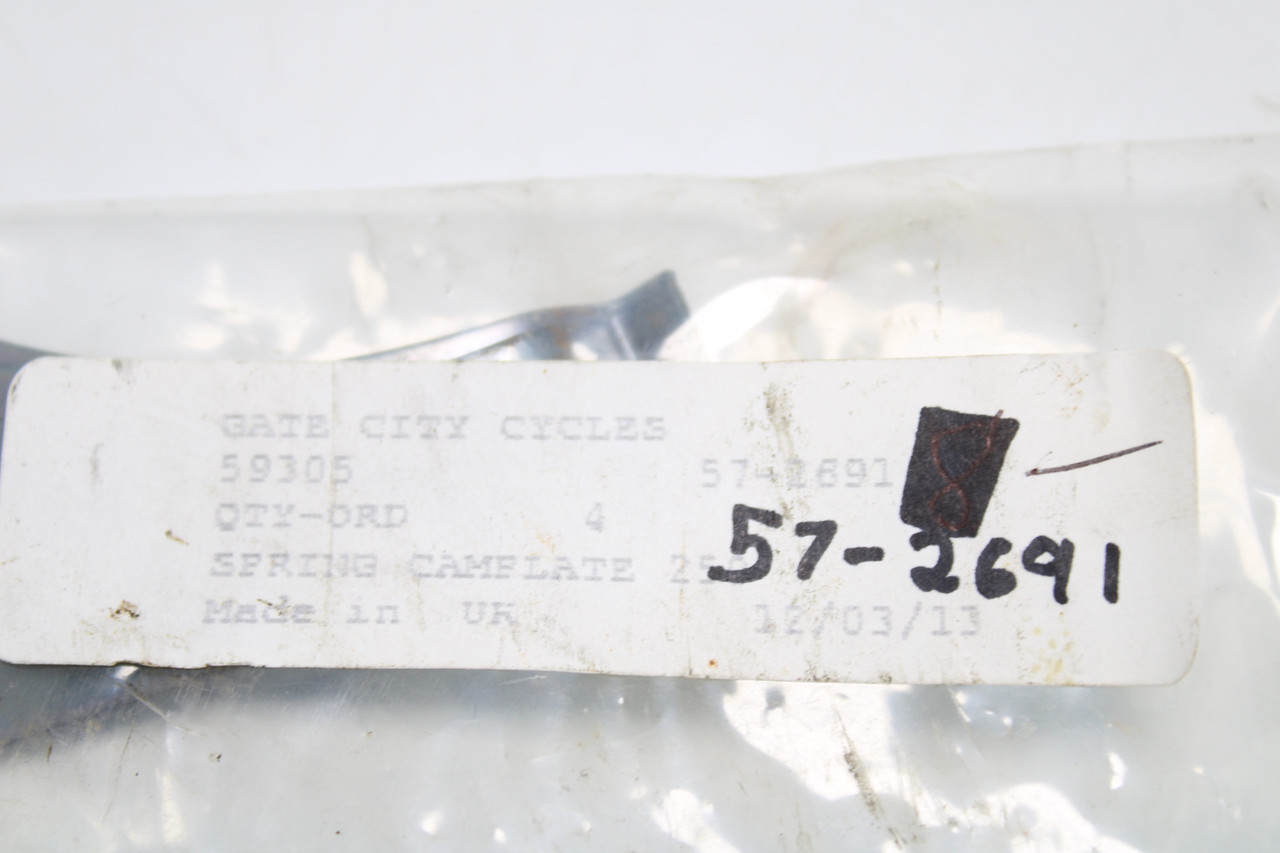 GATE CITY CYCLES
59305 57-2691
QTY-ORD 4
57-2691
SPRING CAMPLATE
Made in UK 12/03/13